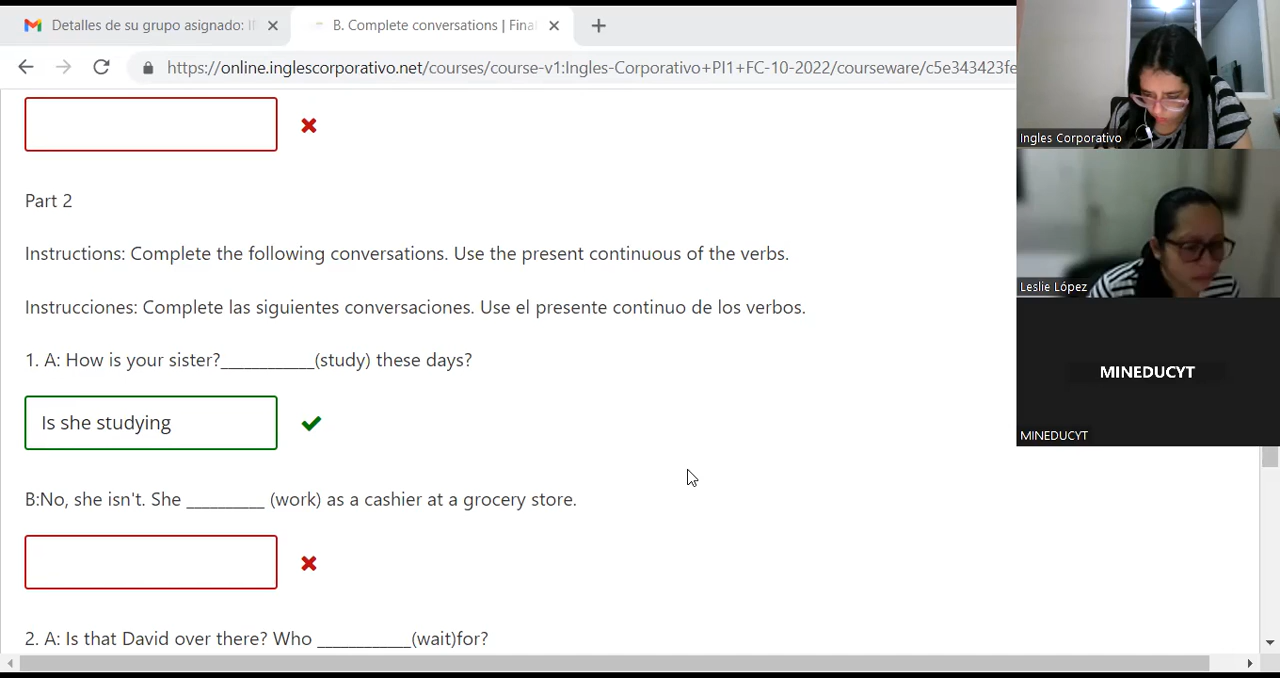 Detalles de su grupo asignado: I
B. Complete conversations | Fina
https://online.inglescorporativo.net/courses/course-v1:Ingles-Corporativo+PI1+FC-10-2022/courseware/c5e343423fe
Part 2
Instructions: Complete the following conversations. Use the present continuous of the verbs.
Instrucciones: Complete las siguientes conversaciones. Use el presente continuo de los verbos.
1. A: How is your sister?____________(study) these days?
Is she studying
B:No, she isn't. She __________ (work) as a cashier at a grocery store.
2. A: Is that David over there? Who ____________(wait)for?
Ingles Corporativo
Leslie López
MINEDUCYT
MINEDUCYT